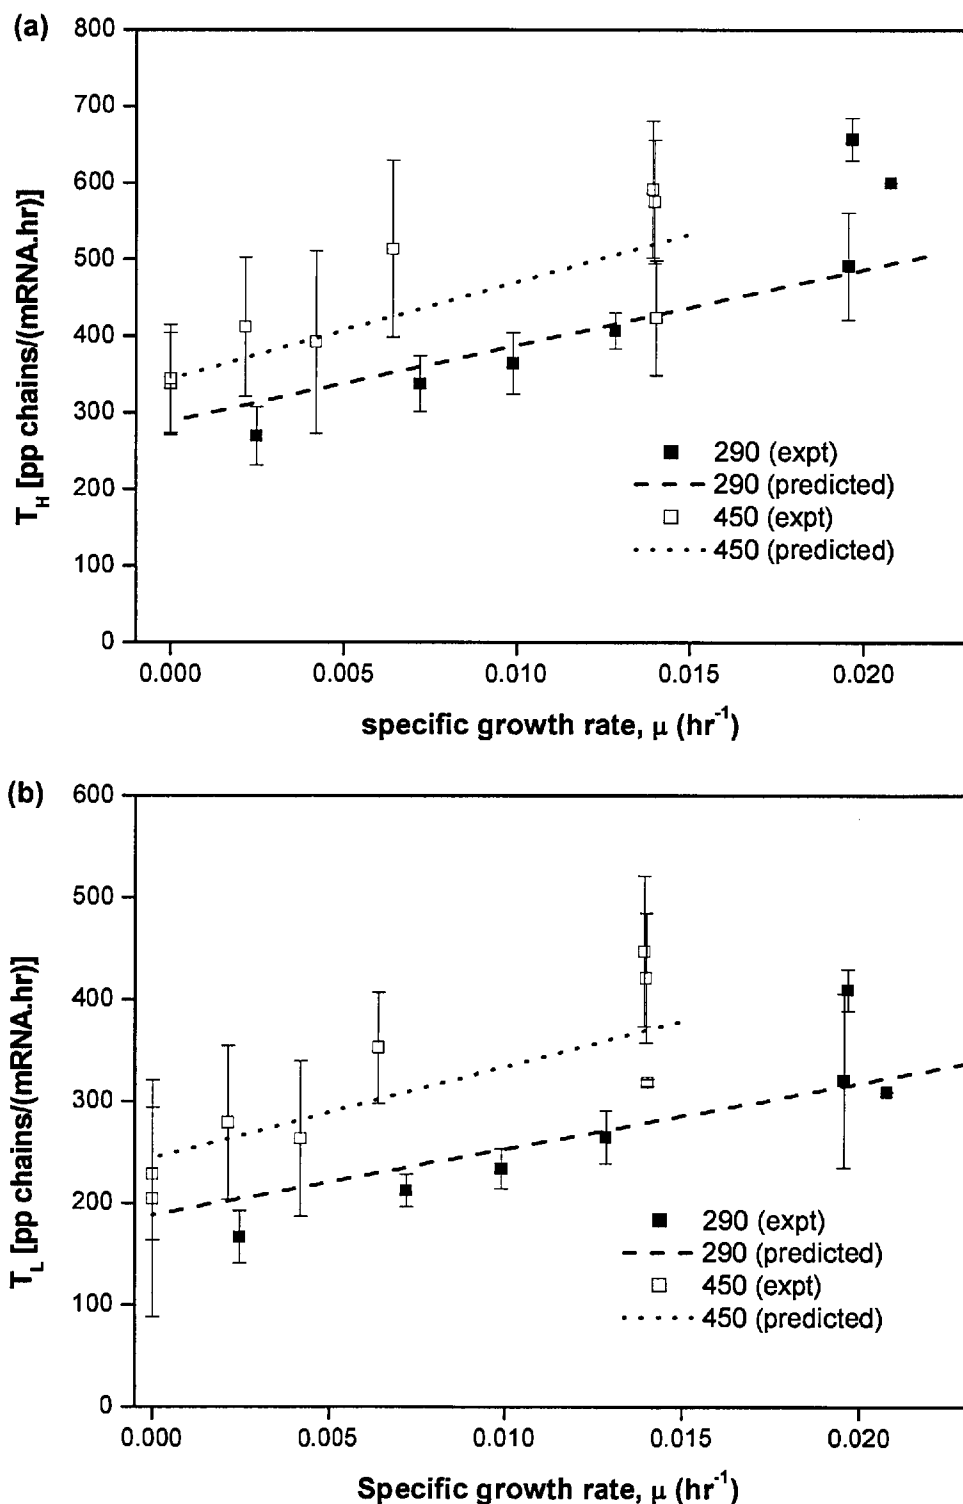 (a)
800
700
600
500
400
300
200
100
0
T_H [pp chains/(mRNA.hr)]
290 (expt)
290 (predicted)
450 (expt)
450 (predicted)
0.000 0.005 0.010 0.015 0.020
specific growth rate, μ (hr⁻¹)
(b)
600
500
400
300
200
100
0
T_L [pp chains/(mRNA.hr)]
290 (expt)
290 (predicted)
450 (expt)
450 (predicted)
0.000 0.005 0.010 0.015 0.020
Specific growth rate, μ (hr⁻¹)